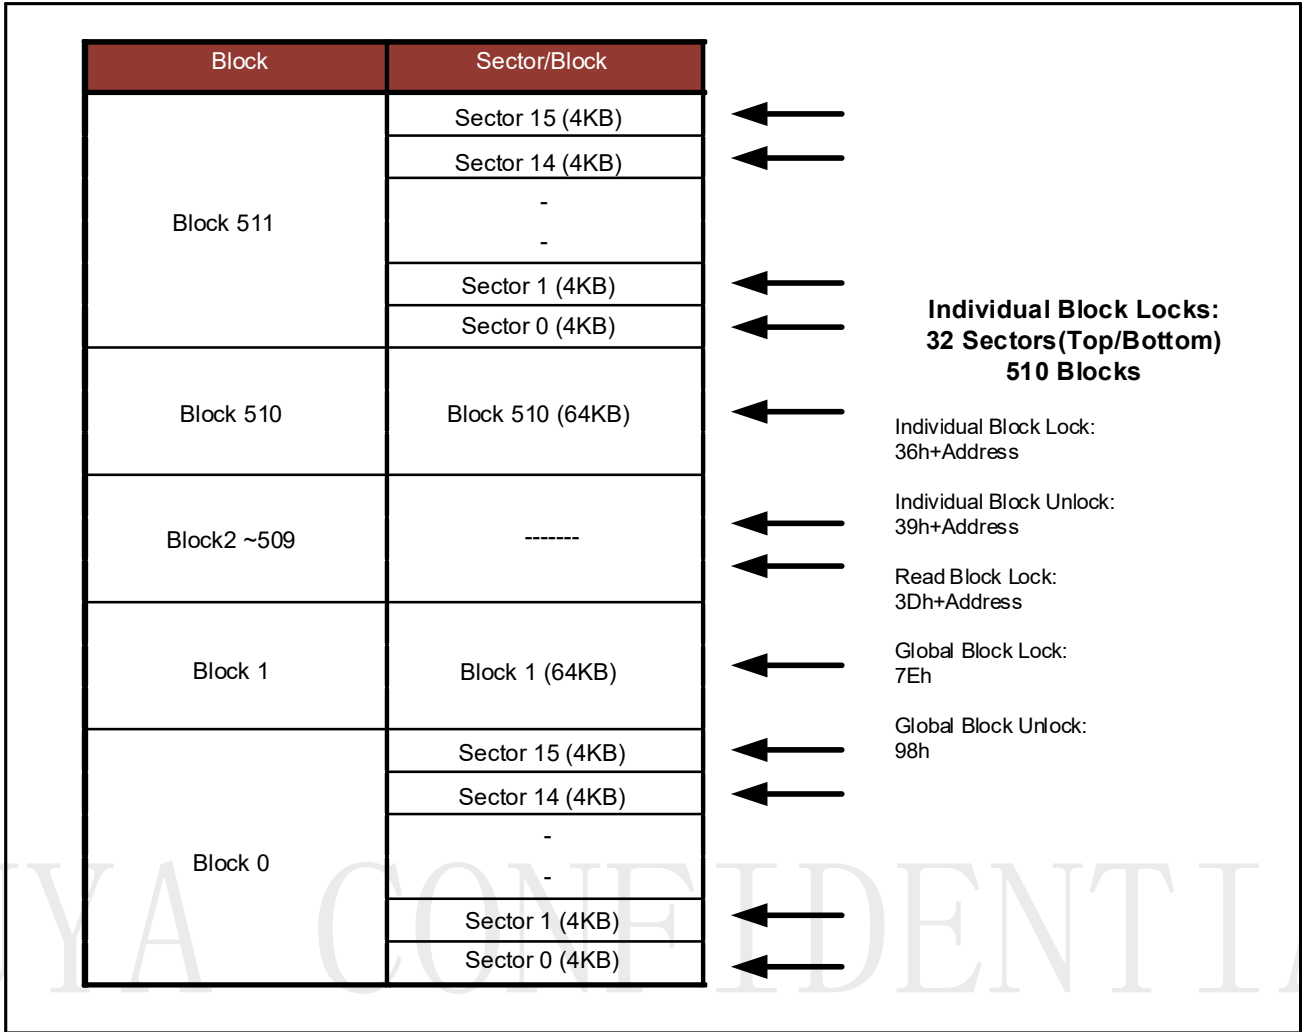 Block Sector/Block
Sector 15 (4KB)
Sector 14 (4KB)
-
Block 511
-
Sector 1 (4KB)
Sector 0 (4KB)
Block 510 Block 510 (64KB)
Block2 ~509 -------
Block 1 Block 1 (64KB)
Sector 15 (4KB)
Sector 14 (4KB)
-
Block 0
-
Sector 1 (4KB)
Sector 0 (4KB)
Individual Block Locks:
32 Sectors(Top/Bottom)
510 Blocks
Individual Block Lock:
36h+Address
Individual Block Unlock:
39h+Address
Read Block Lock:
3Dh+Address
Global Block Lock:
7Eh
Global Block Unlock:
98h
YA CONFIDENTI